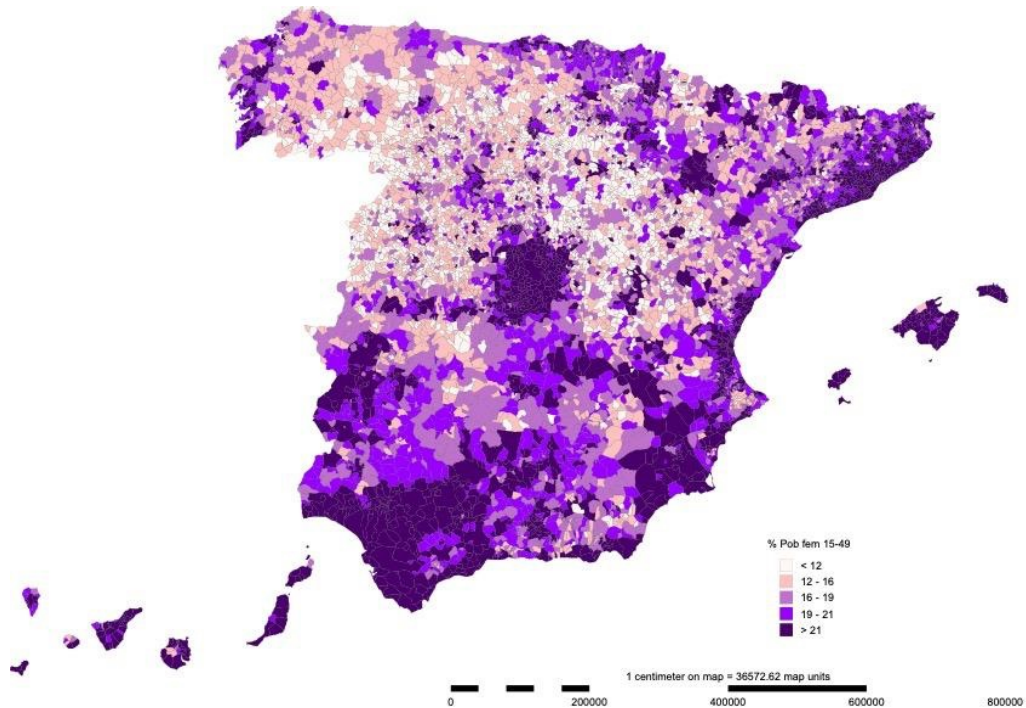 % Pob fem 15-49
< 12
12 - 16
16 - 19
19 - 21
> 21
1 centimeter on map = 36572.62 map units
0 200000 400000 600000 800000